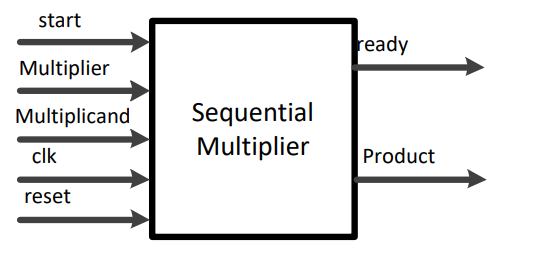 start
Multiplier
Multiplicand
clk
reset
Sequential
Multiplier
ready
Product